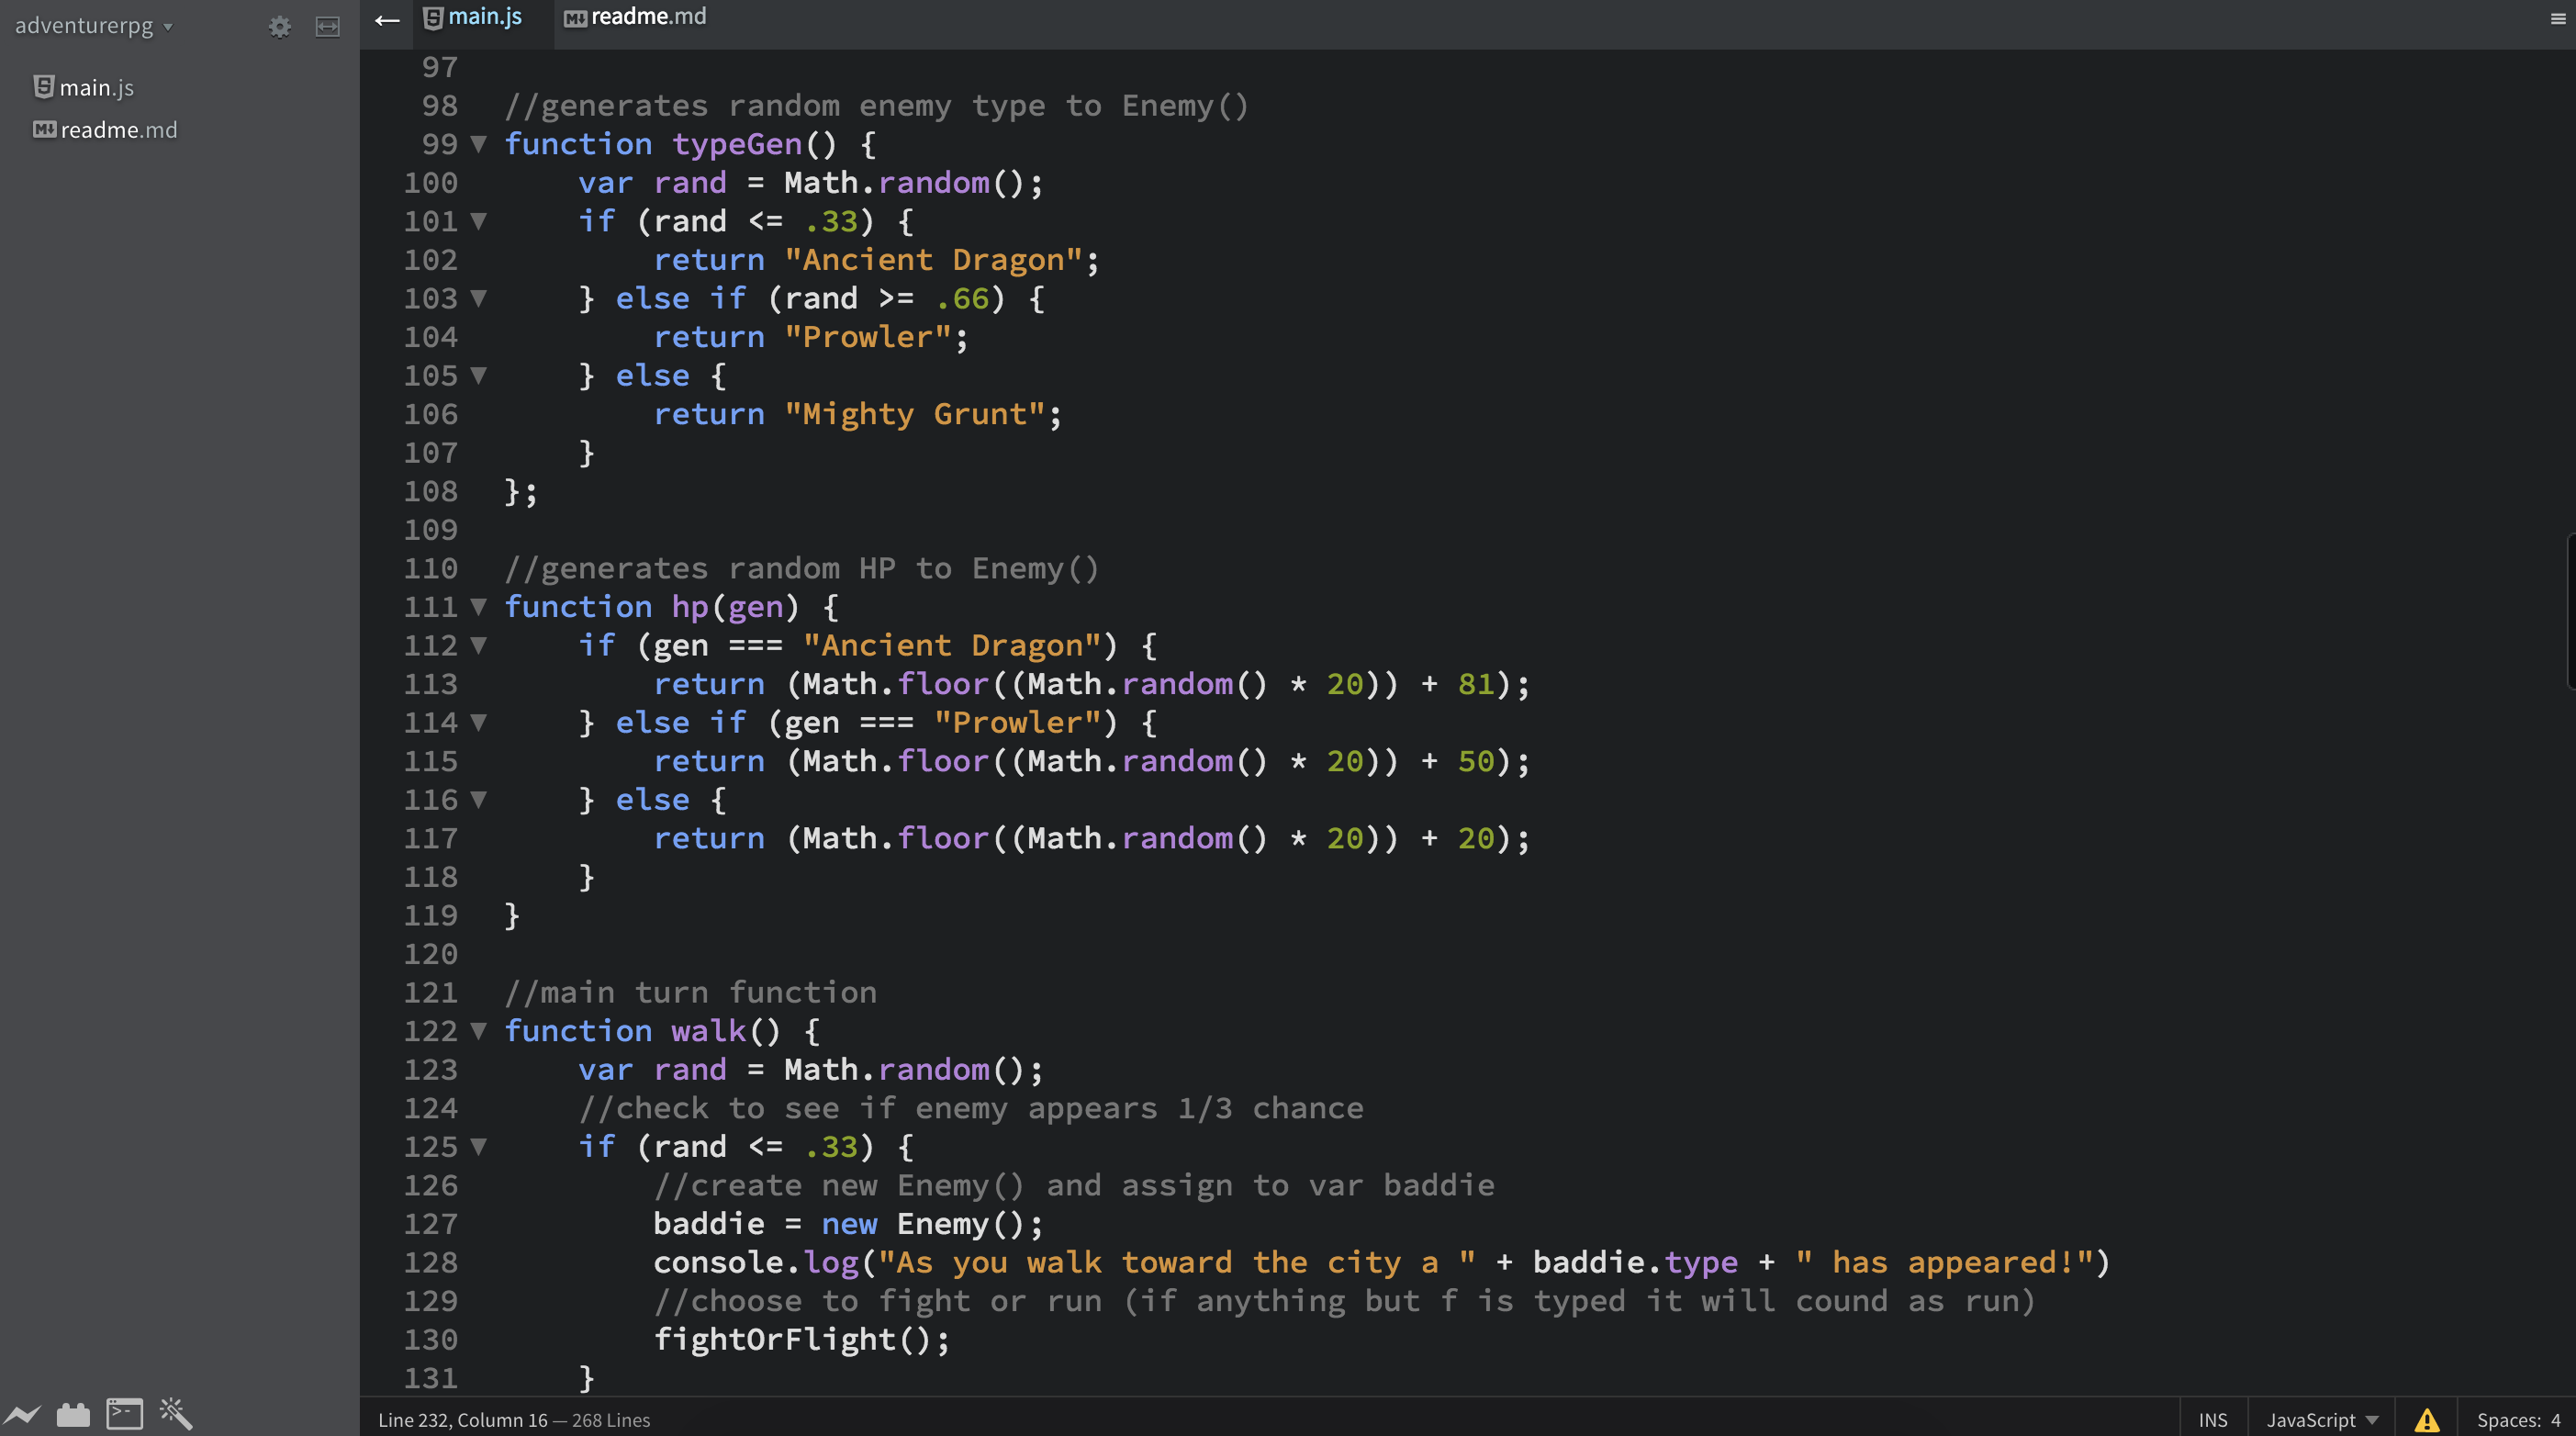 adventurerpg
main.js
readme.md
main.js
readme.md
97
98 //generates random enemy type to Enemy()
99 function typeGen() {
100     var rand = Math.random();
101     if (rand <= .33) {
102         return "Ancient Dragon";
103     } else if (rand >= .66) {
104         return "Prowler";
105     } else {
106         return "Mighty Grunt";
107     }
108 };
109
110 //generates random HP to Enemy()
111 function hp(gen) {
112     if (gen === "Ancient Dragon") {
113         return (Math.floor((Math.random() * 20)) + 81);
114     } else if (gen === "Prowler") {
115         return (Math.floor((Math.random() * 20)) + 50);
116     } else {
117         return (Math.floor((Math.random() * 20)) + 20);
118     }
119 }
120
121 //main turn function
122 function walk() {
123     var rand = Math.random();
124     //check to see if enemy appears 1/3 chance
125     if (rand <= .33) {
126         //create new Enemy() and assign to var baddie
127         baddie = new Enemy();
128         console.log("As you walk toward the city a " + baddie.type + " has appeared!")
129         //choose to fight or run (if anything but f is typed it will cound as run)
130         fightOrFlight();
131     }
Line 232, Column 16 — 268 Lines
INS
JavaScript
Spaces: 4